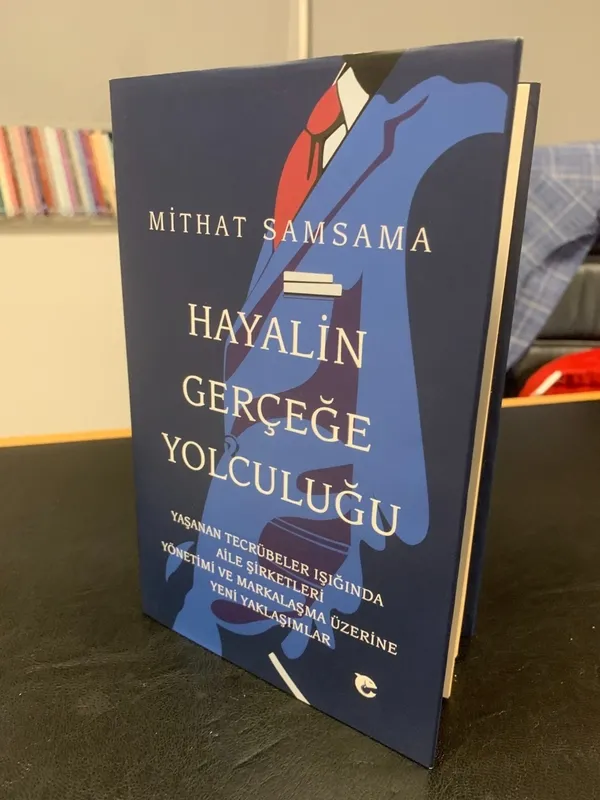 MİTHAT SAMSAMA
HAYALİN
GERÇEĞE
YOLCULUĞU
YAŞANAN TECRÜBELER IŞIĞINDA
AİLE ŞİRKETLERİ
YÖNETİMİ VE MARKALAŞMA ÜZERİNE
YENİ YAKLAŞIMLAR